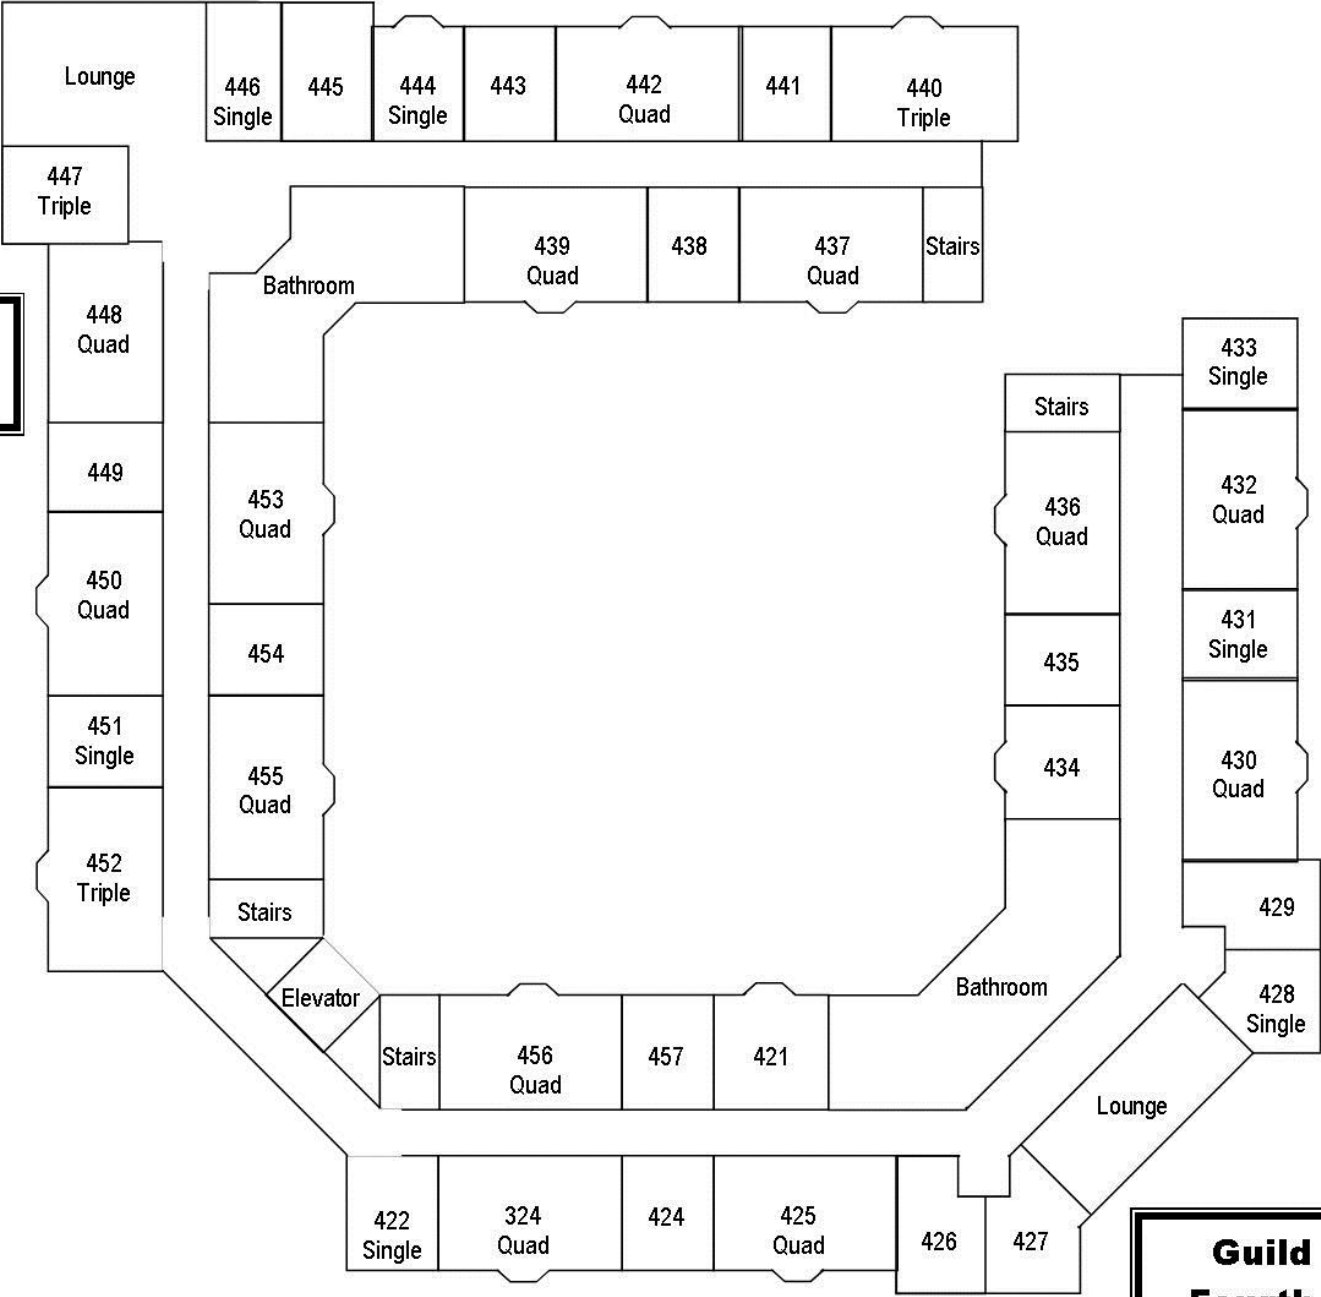 Lounge
446
Single
445
444
Single
443
442
Quad
441
440
Triple
447
Triple
439
Quad
438
437
Quad
Stairs
Bathroom
448
Quad
449
450
Quad
451
Single
452
Triple
453
Quad
454
455
Quad
Stairs
Elevator
Stairs
456
Quad
457
421
Bathroom
Stairs
436
Quad
435
434
433
Single
432
Quad
431
Single
430
Quad
429
428
Single
Lounge
422
Single
324
Quad
424
425
Quad
426
427
Guild